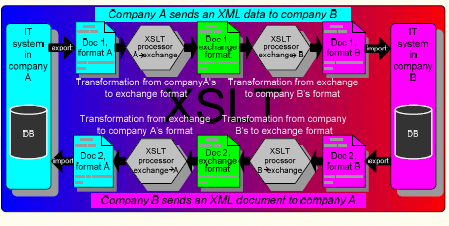 Company A sends an XML data to company B
IT
system
in
company
A
export
Doc 1,
format A
XSLT
processor
A→exchange
Doc 1,
exchange
format
XSLT
processor
exchange→B
Doc 1,
format B
import
IT
system
in
company
B
Transformation from companyA's
to exchange format
Transformation from exchange
to company B's format
XSLT
Transformation from exchange
to company A's format
Transfomation from company
B's to exchange format
DB
DB
import
Doc 2,
format A
XSLT
processor
exchange→A
Doc 2,
exchange
format
XSLT
processor
B→exchange
Doc 2,
format B
export
Company B sends an XML document to company A